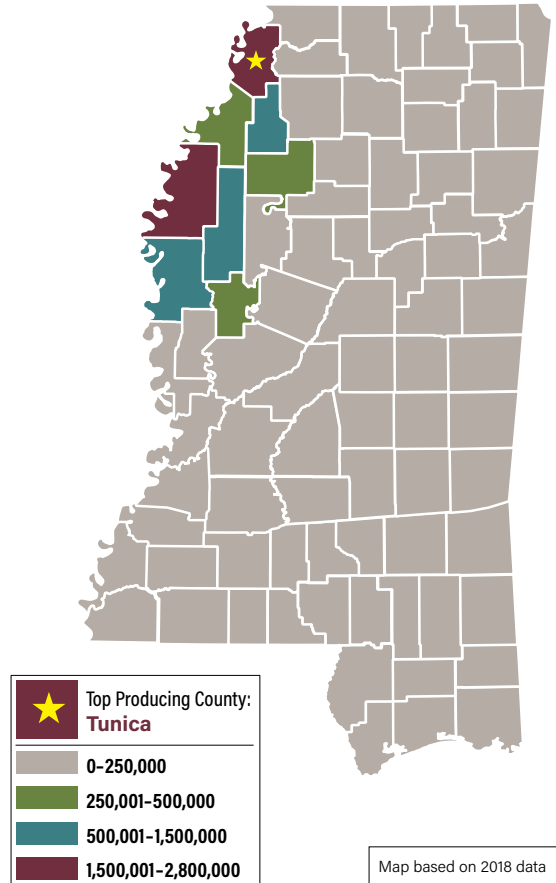 Top Producing County:
Tunica
0–250,000
250,001–500,000
500,001–1,500,000
1,500,001–2,800,000
Map based on 2018 data